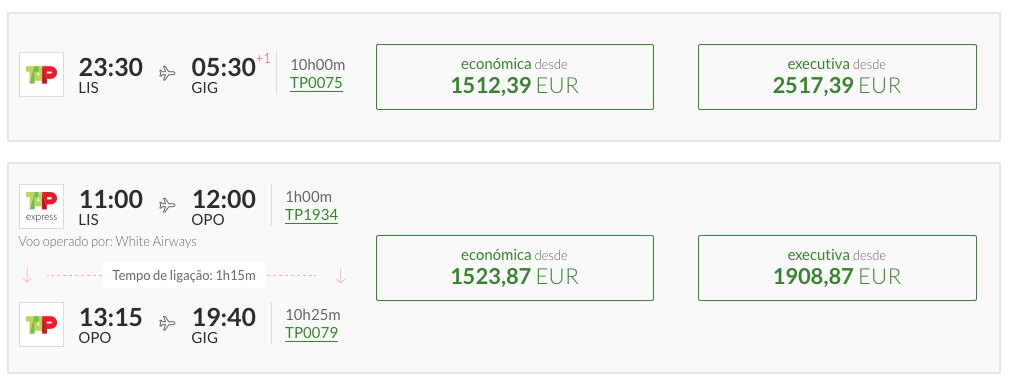 TAP 23:30 05:30 +1 10h00m
LIS GIG TP0075
económica desde executiva desde
1512,39 EUR 2517,39 EUR
TAP express 11:00 12:00 1h00m
LIS OPO TP1934
Voo operado por: White Airways
económica desde executiva desde
1523,87 EUR 1908,87 EUR
Tempo de ligação: 1h15m
TAP 13:15 19:40 10h25m
OPO GIG TP0079